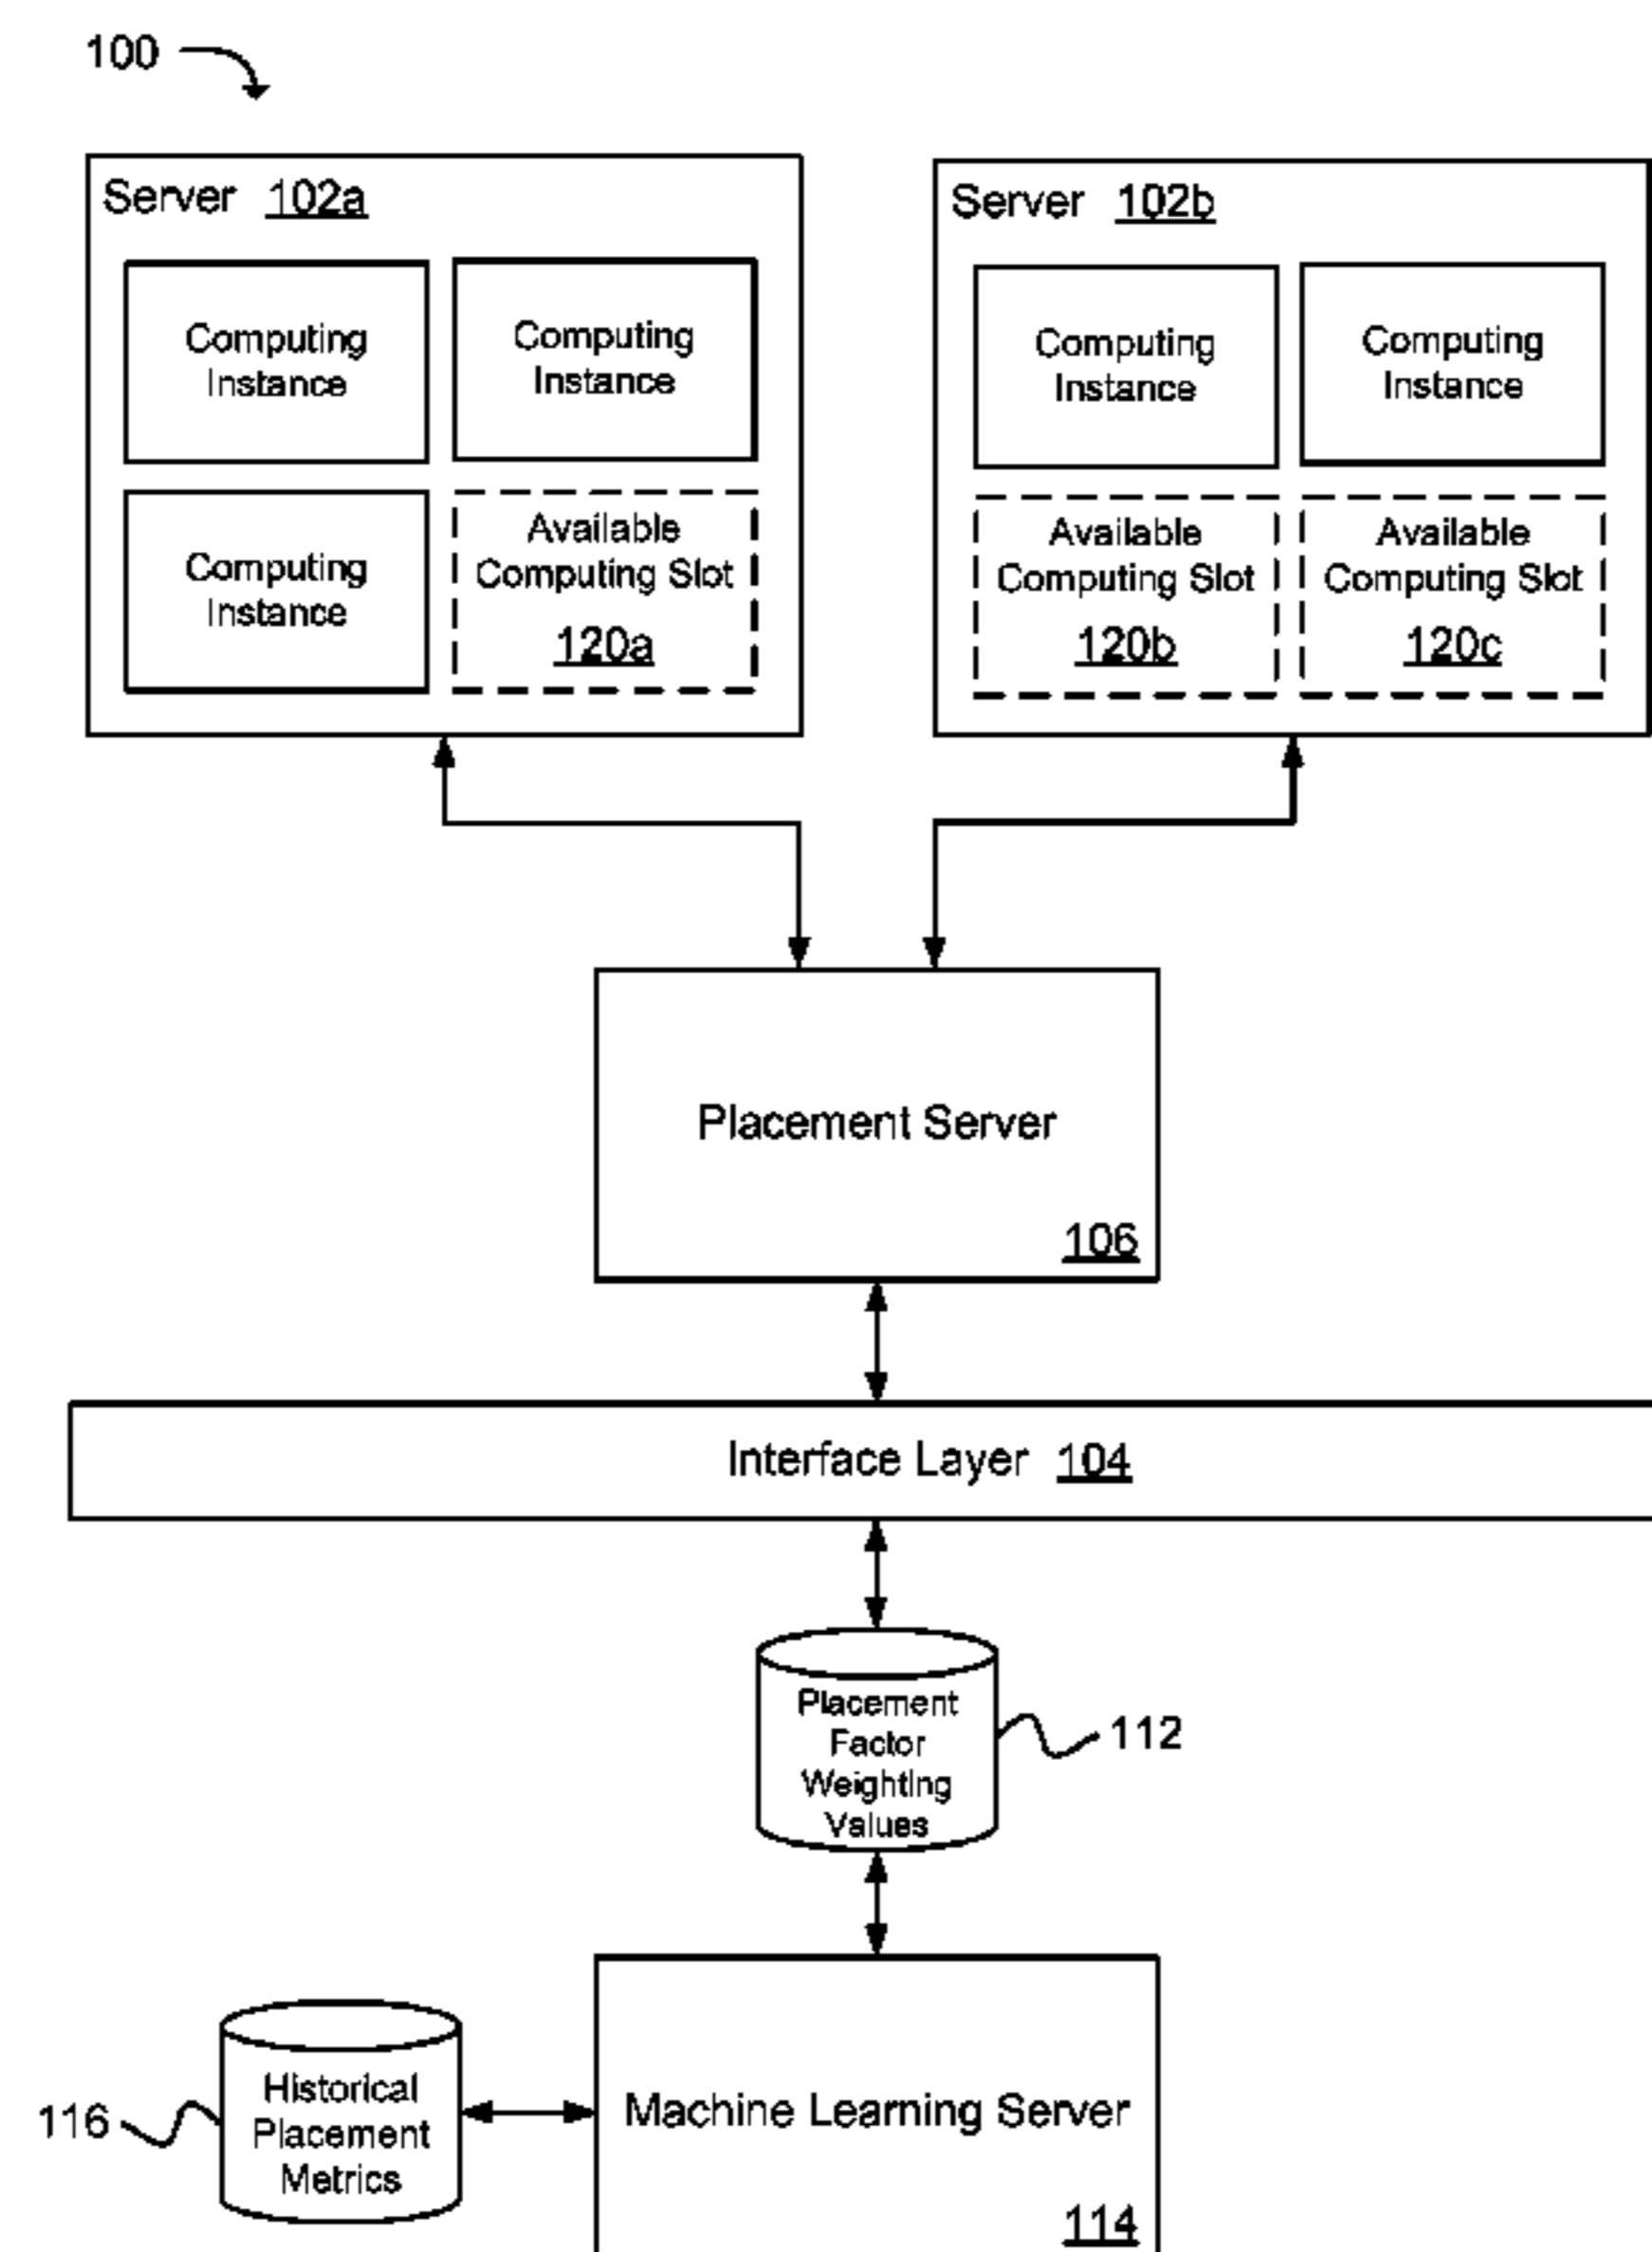 100
Server 102a
Computing
Instance
Computing
Instance
Computing
Instance
Available
Computing Slot
120a
Server 102b
Computing
Instance
Computing
Instance
Available
Computing Slot
120b
Available
Computing Slot
120c
Placement Server
106
Interface Layer 104
Placement
Factor
Weighting
Values
112
Historical
Placement
Metrics
116
Machine Learning Server
114